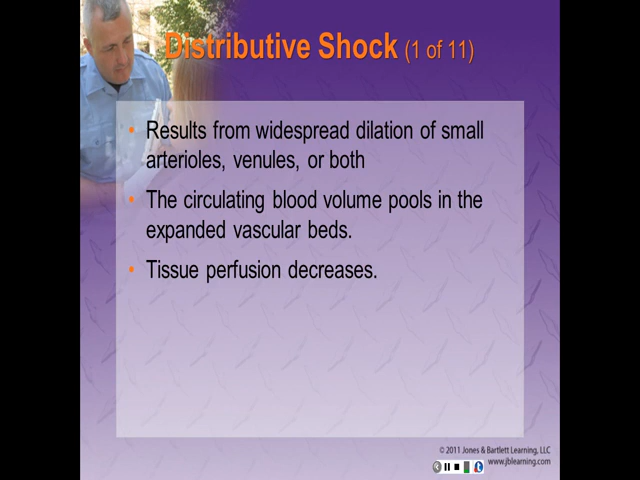 Distributive Shock (1 of 11)
• Results from widespread dilation of small
arterioles, venules, or both
• The circulating blood volume pools in the
expanded vascular beds.
• Tissue perfusion decreases.
© 2011 Jones & Bartlett Learning, LLC
www.jblearning.com